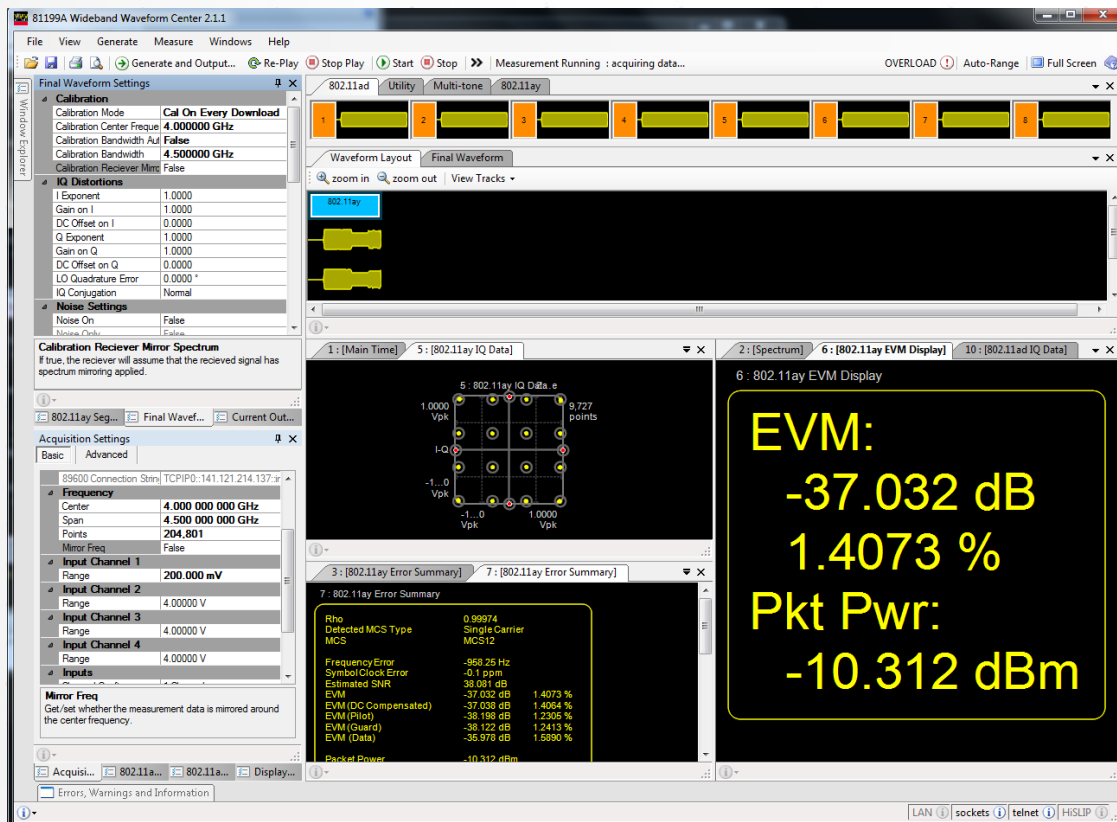 81199A Wideband Waveform Center 2.1.1
File View Generate Measure Windows Help
Generate and Output... Re-Play Stop Play Start Stop Measurement Running : acquiring data... OVERLOAD Auto-Range Full Screen
Window Explorer
Final Waveform Settings
Calibration
Calibration Mode Cal On Every Download
Calibration Center Freque 4.000000 GHz
Calibration Bandwidth Aut False
Calibration Bandwidth 4.500000 GHz
Calibration Reciever Mirro False
IQ Distortions
I Exponent 1.0000
Gain on I 1.0000
DC Offset on I 0.0000
Q Exponent 1.0000
Gain on Q 1.0000
DC Offset on Q 0.0000
LO Quadrature Error 0.0000 °
IQ Conjugation Normal
Noise Settings
Noise On False
Noise Only False
Calibration Reciever Mirror Spectrum
If true, the reciever will assume that the recieved signal has
spectrum mirroring applied.
802.11ay Seg... Final Wavef... Current Out...
Acquisition Settings
Basic Advanced
89600 Connection String TCPIP0::141.121.214.137::ir
Frequency
Center 4.000 000 000 GHz
Span 4.500 000 000 GHz
Points 204,801
Mirror Freq False
Input Channel 1
Range 200.000 mV
Input Channel 2
Range 4.00000 V
Input Channel 3
Range 4.00000 V
Input Channel 4
Range 4.00000 V
Inputs
Mirror Freq
Get/set whether the measurement data is mirrored around
the center frequency.
Acquisi... 802.11a... 802.11a... Display...
Errors, Warnings and Information
802.11ad Utility Multi-tone 802.11ay
1 2 3 4 5 6 7 8
Waveform Layout Final Waveform
zoom in zoom out View Tracks
802.11ay
1 : [Main Time] 5 : [802.11ay IQ Data]
5 : 802.11ay IQ Data
1.0000
Vpk
9,727
points
I-Q
-1...0
Vpk
-1...0
Vpk
1.0000
Vpk
3 : [802.11ay Error Summary] 7 : [802.11ay Error Summary]
7 : 802.11ay Error Summary
Rho 0.99974
Detected MCS Type Single Carrier
MCS MCS12
Frequency Error -958.25 Hz
Symbol Clock Error -0.1 ppm
Estimated SNR 38.081 dB
EVM -37.032 dB 1.4073 %
EVM (DC Compensated) -37.038 dB 1.4064 %
EVM (Pilot) -38.198 dB 1.2305 %
EVM (Guard) -38.122 dB 1.2413 %
EVM (Data) -35.978 dB 1.5890 %
Packet Power -10.312 dBm
2 : [Spectrum] 6 : [802.11ay EVM Display] 10 : [802.11ad IQ Data]
6 : 802.11ay EVM Display
EVM:
-37.032 dB
1.4073 %
Pkt Pwr:
-10.312 dBm
LAN sockets telnet HiSLIP